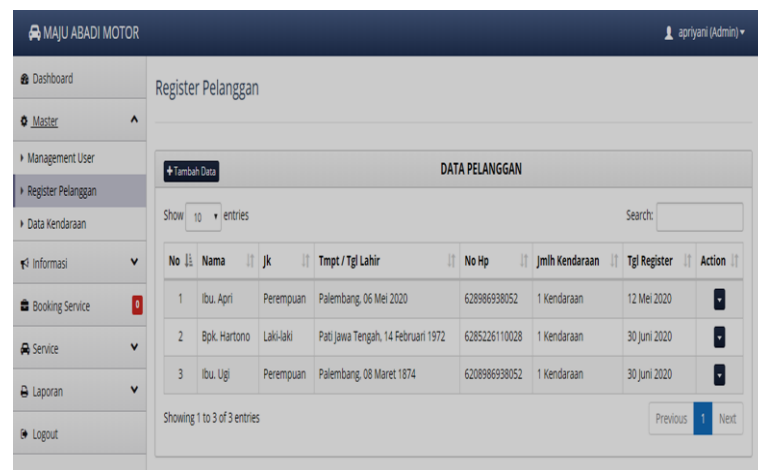 MAJU ABADI MOTOR
apriyani (Admin)
Dashboard
Master
Management User
Register Pelanggan
Data Kendaraan
Informasi
Booking Service 0
Service
Laporan
Logout
Register Pelanggan
+Tambah Data
DATA PELANGGAN
Show 10 entries
Search:
No Nama Jk Tmpt / Tgl Lahir No Hp Jmlh Kendaraan Tgl Register Action
1 Ibu. Apri Perempuan Palembang, 06 Mei 2020 628986938052 1 Kendaraan 12 Mei 2020
2 Bpk. Hartono Laki-laki Pati Jawa Tengah, 14 Februari 1972 6285226110028 1 Kendaraan 30 Juni 2020
3 Ibu. Ugi Perempuan Palembang, 08 Maret 1874 6208986938052 1 Kendaraan 30 Juni 2020
Showing 1 to 3 of 3 entries
Previous 1 Next